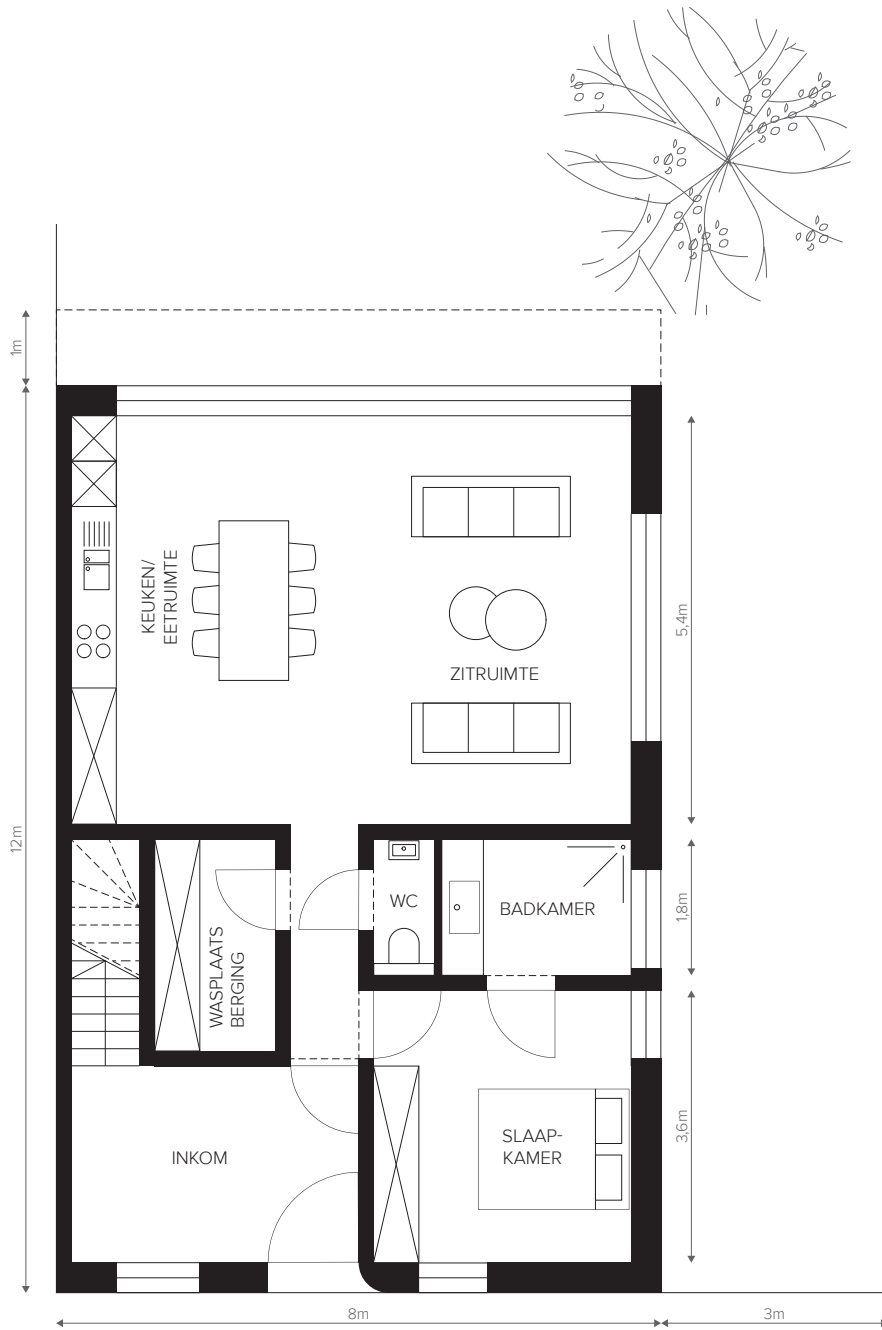 1m
12m
KEUKEN/
EETRUIMTE
ZITRUIMTE
5,4m
WASPLAATS
BERGING
WC
BADKAMER
1,8m
INKOM
SLAAP-
KAMER
3,6m
8m
3m